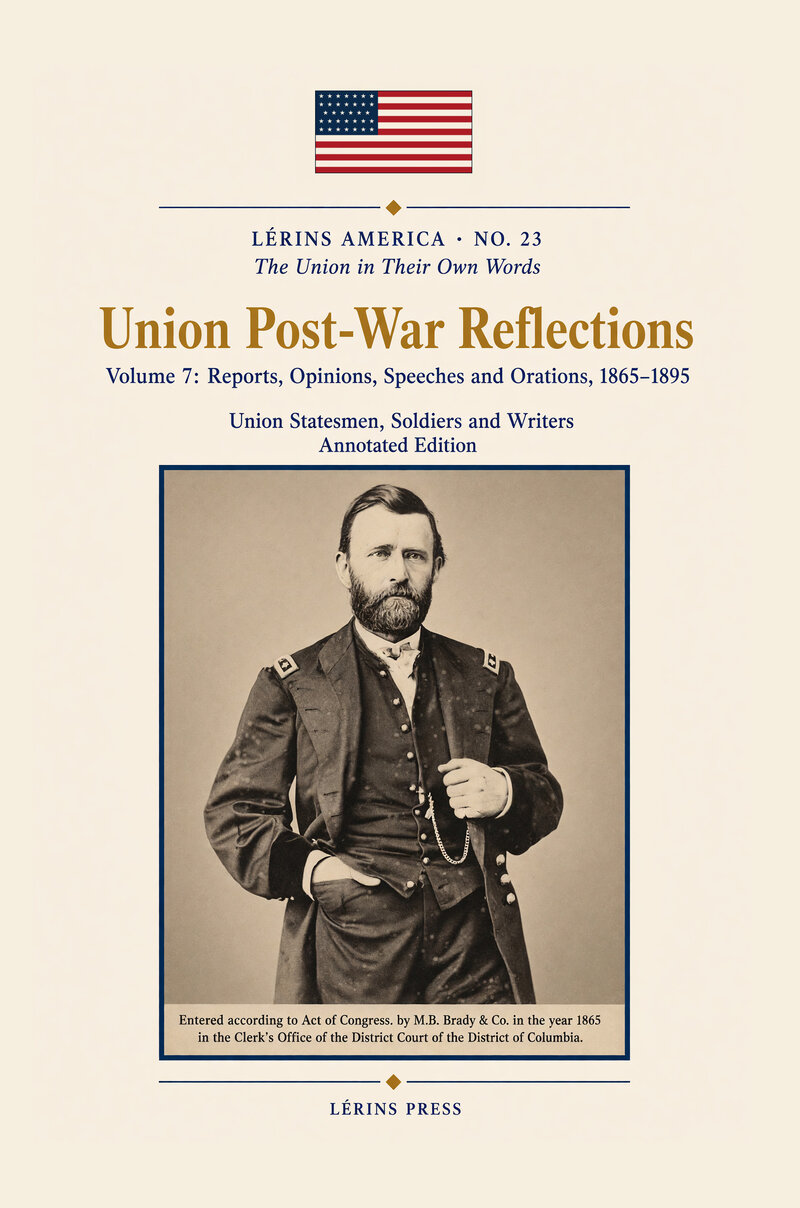 LÉRINS AMERICA · NO. 23
The Union in Their Own Words
Union Post-War Reflections
Volume 7: Reports, Opinions, Speeches and Orations, 1865–1895
Union Statesmen, Soldiers and Writers
Annotated Edition
Entered according to Act of Congress. by M.B. Brady & Co. in the year 1865
in the Clerk's Office of the District Court of the District of Columbia.
LÉRINS PRESS